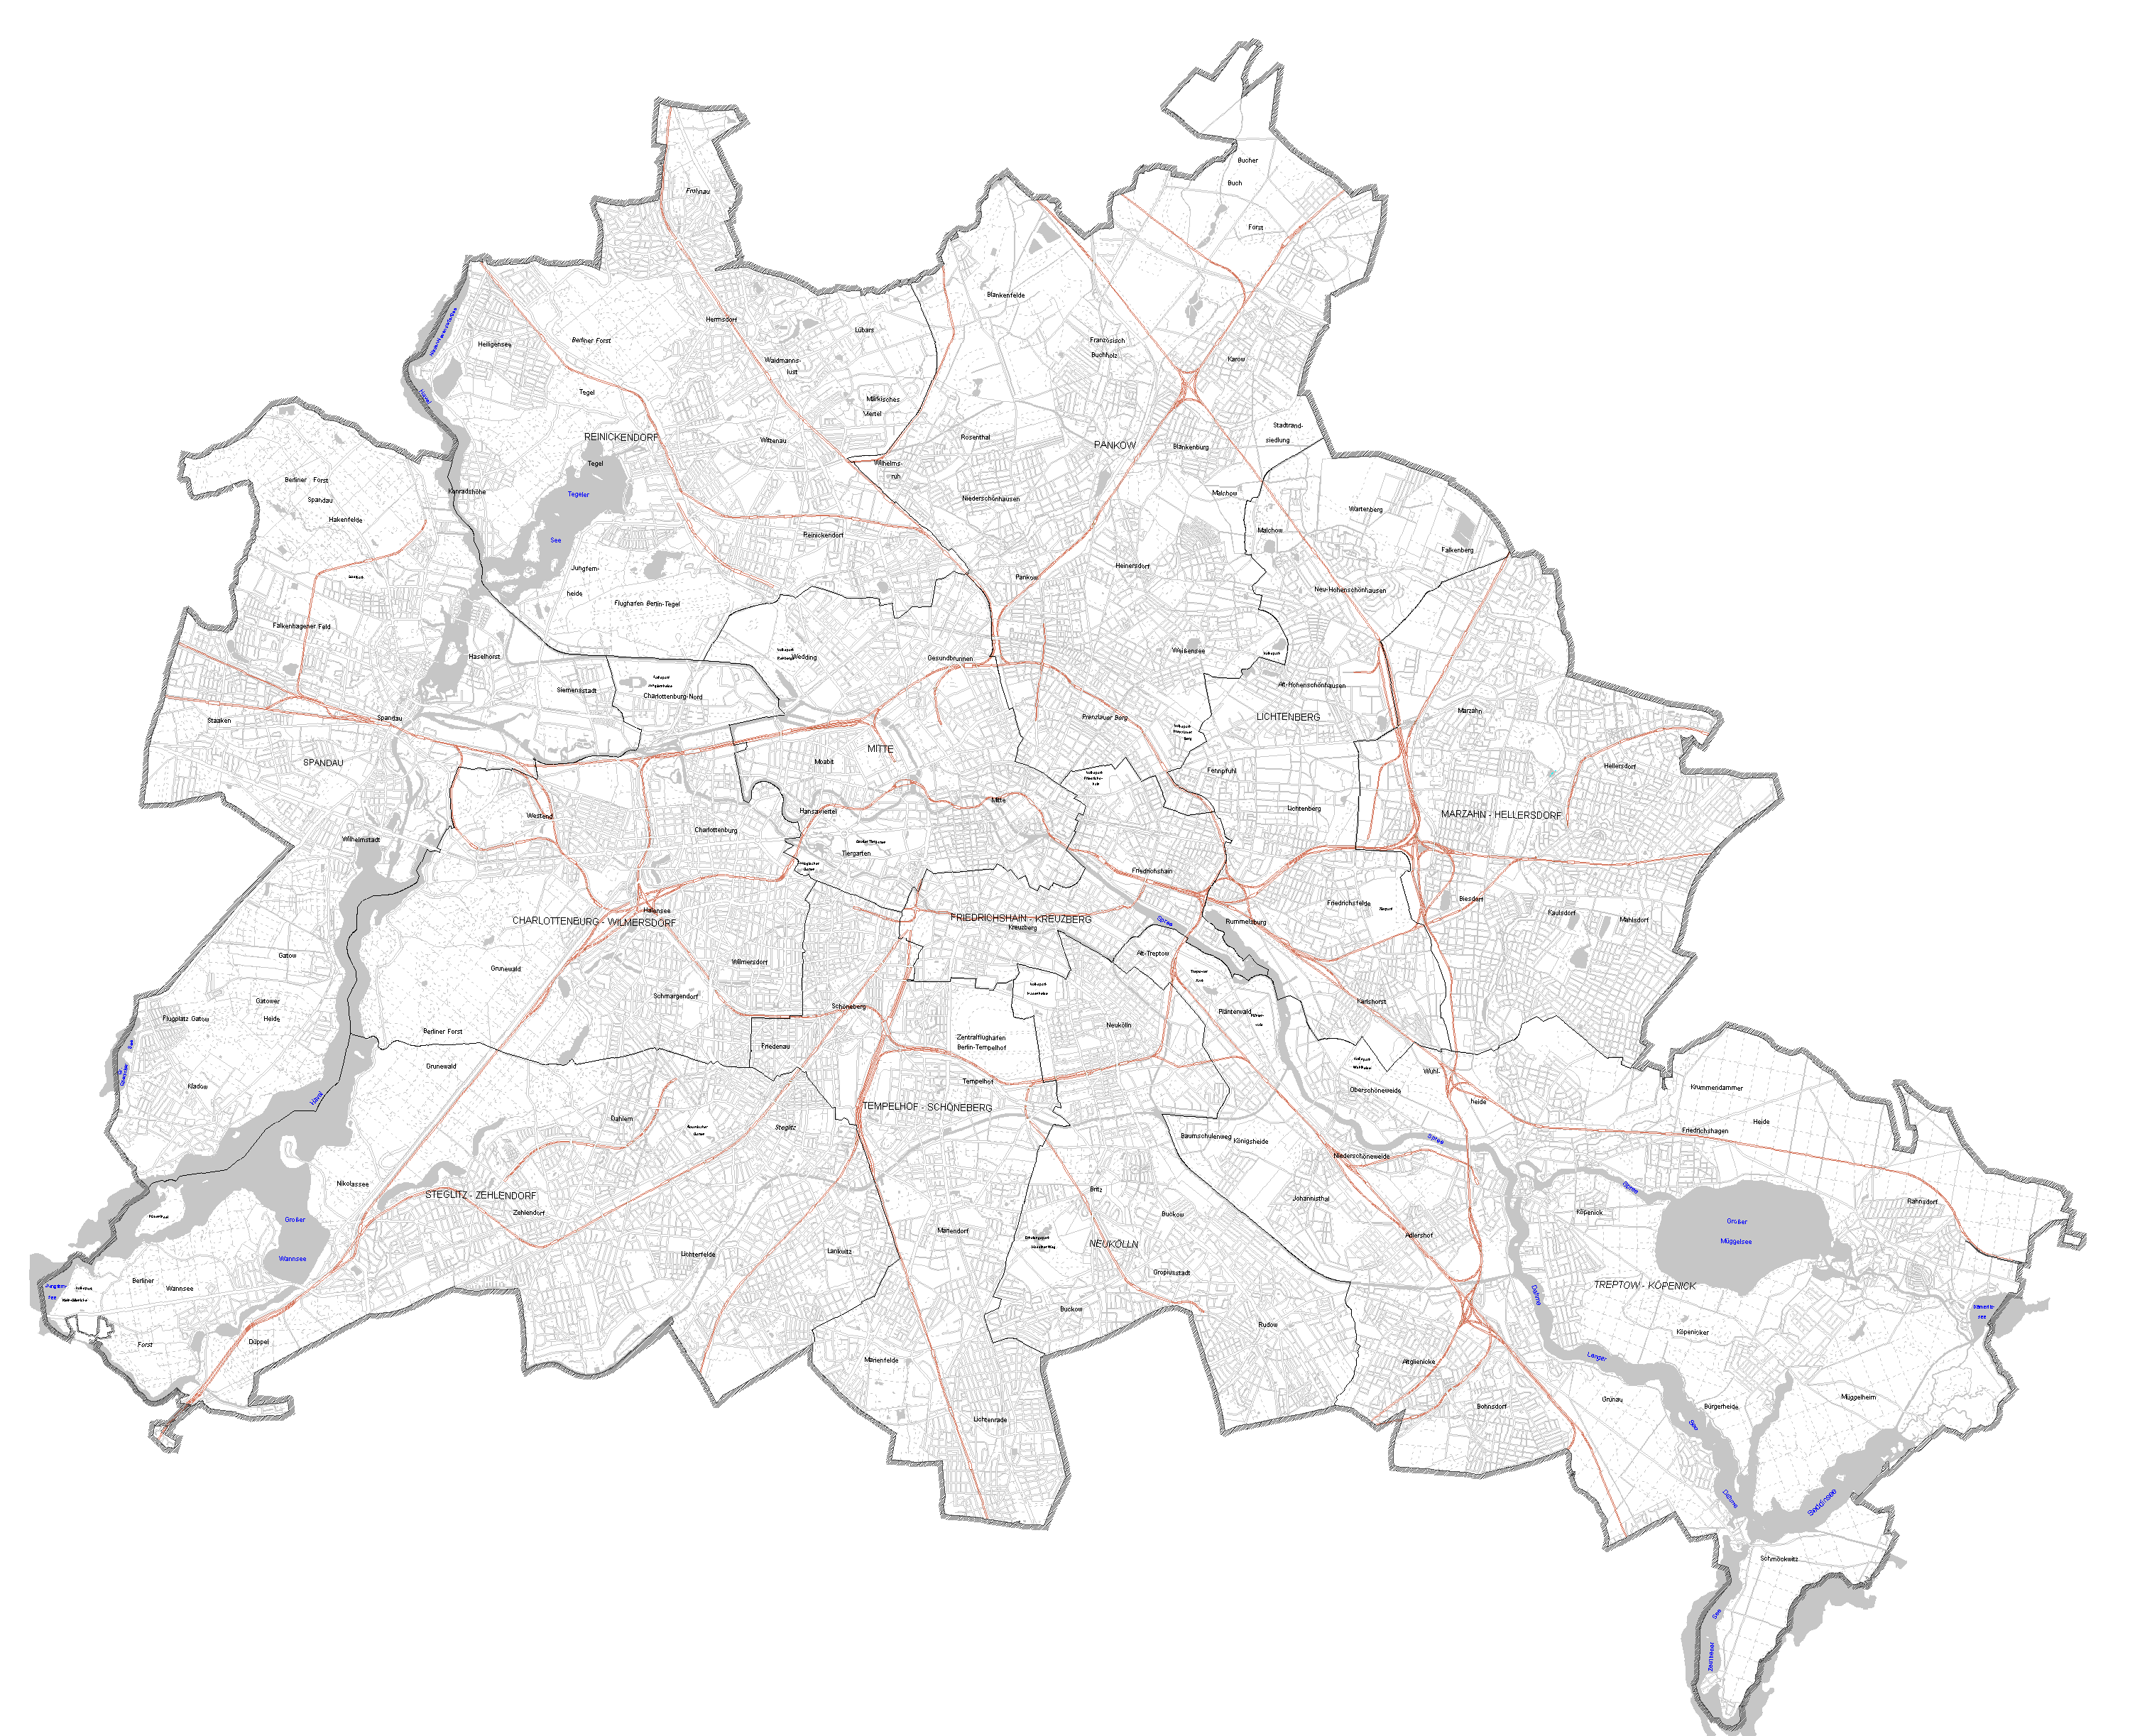 Bucher
Buch
Forst
Frohnau
Blankenfelde
Hermsdorf
Lübars
Heiligensee
Berliner Forst
Französisch
Buchholz
Karow
Waidmanns-
lust
Tegel
Havel
Märkisches
Viertel
Stadtrand-
siedlung
REINICKENDORF
Wittenau
Rosenthal
PANKOW
Blankenburg
Tegel
Wilhelms-
ruh
Berliner Forst
Spandau
Konradshöhe
Tegeler
Niederschönhausen
Malchow
Wartenberg
Hakenfelde
See
Reinickendorf
Malchow
Falkenberg
Jungfern-
heide
Heinersdorf
Pankow
Neu-Hohenschönhausen
Flughafen Berlin-Tegel
Falkenhagener Feld
Haselhorst
Wedding
Gesundbrunnen
Weißensee
Siemensstadt
Charlottenburg-Nord
Alt-Hohenschönhausen
Staaken
Spandau
Prenzlauer Berg
LICHTENBERG
Marzahn
SPANDAU
MITTE
Moabit
Fennpfuhl
Hellersdorf
Hansaviertel
Mitte
Lichtenberg
MARZAHN - HELLERSDORF
Westend
Charlottenburg
Wilhelmstadt
Großer Tiergarten
Tiergarten
Friedrichshain
Biesdorf
Friedrichsfelde
Kaulsdorf
Mahlsdorf
Halensee
CHARLOTTENBURG - WILMERSDORF
FRIEDRICHSHAIN - KREUZBERG
Kreuzberg
Spree
Rummelsburg
Gatow
Grunewald
Wilmersdorf
Alt-Treptow
Schmargendorf
Gatower
Heide
Flugplatz Gatow
Schöneberg
Karlshorst
Plänterwald
Berliner Forst
Neukölln
Zentralflughafen
Berlin-Tempelhof
Friedenau
See
Grunewald
Kladow
Tempelhof
Wuhl-
heide
Oberschöneweide
Krummendammer
Heide
Havel
TEMPELHOF - SCHÖNEBERG
Dahlem
Steglitz
Baumschulenweg
Königsheide
Spree
Friedrichshagen
Niederschöneweide
Nikolassee
STEGLITZ - ZEHLENDORF
Zehlendorf
Britz
Johannisthal
Spree
Köpenick
Rahnsdorf
Großer
Wannsee
Buckow
Mariendorf
NEUKÖLLN
Adlershof
Großer
Müggelsee
Lichterfelde
Lankwitz
Gropiusstadt
Berliner
Wannsee
TREPTOW - KÖPENICK
Dahme
Buckow
Rudow
Forst
Düppel
Köpenicker
Langer
Marienfelde
Altglienicke
Grünau
Bürgerheide
Müggelheim
Lichtenrade
Bohnsdorf
See
Dahme
Seddinsee
Schmöckwitz
See
Zeuthener